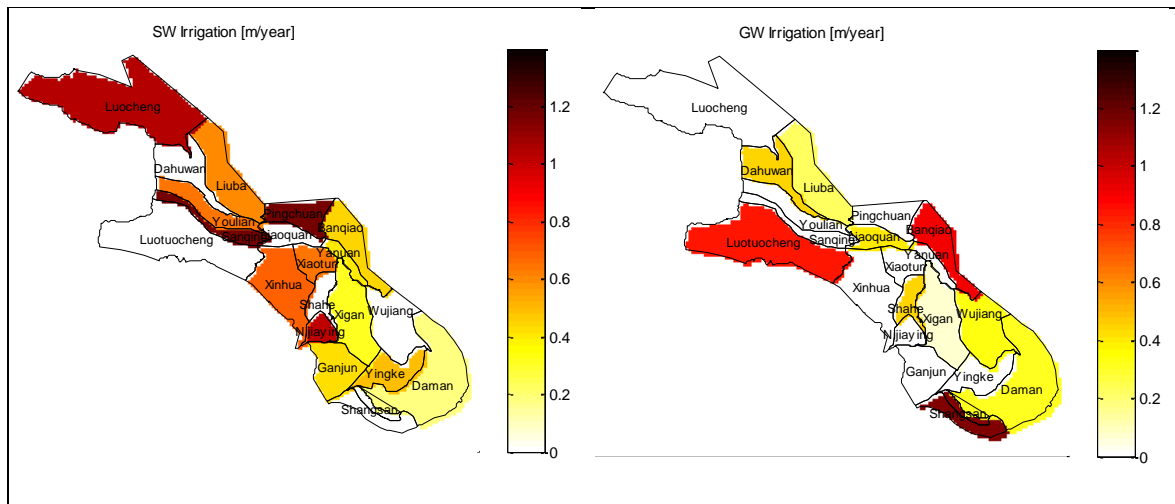 SW Irrigation [m/year]
Luocheng
Dahuwan
Liuba
Youlian
Pingchuan
Sanqing
Banqiao
Luotuocheng
Yanuan
Xiaotun
Xinhua
Shahe
Xigan
Wujiang
Nijiaying
Ganjun
Yingke
Daman
Shangsan
1.2
1
0.8
0.6
0.4
0.2
0
GW Irrigation [m/year]
Luocheng
Dahuwan
Liuba
Pingchuan
Youlian
Sanqing
Banqiao
Luotuocheng
Yanuan
Xiaotun
Xinhua
Shahe
Xigan
Wujiang
Nijiaying
Ganjun
Yingke
Daman
Shangsan
1.2
1
0.8
0.6
0.4
0.2
0